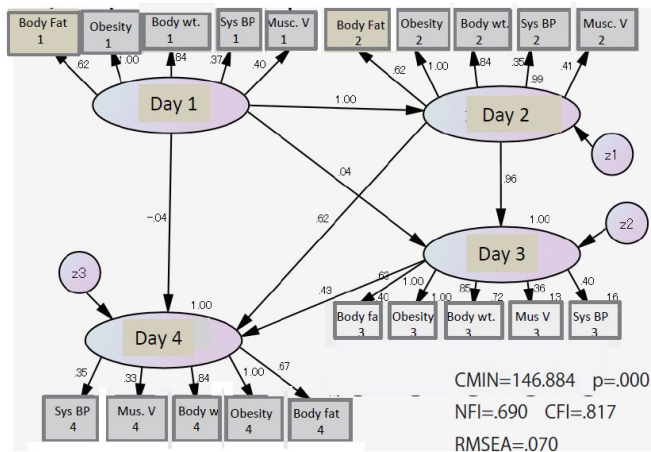 Body Fat
1
Obesity
1
Body wt.
1
Sys BP
1
Musc. V
1
Body Fat
2
Obesity
2
Body wt.
2
Sys BP
2
Musc. V
2
.62
1.00
.84
.37
.40
.62
1.00
.84
.35
.99
.41
Day 1
1.00
Day 2
z1
.04
.96
-.04
.62
1.00
z2
Day 3
z3
.43
.63
.40
1.00
1.00
.85
.72
.36
13
.40
16
1.00
Body fa
3
Obesity
3
Body wt.
3
Mus V
3
Sys BP
3
Day 4
.35
.33
.84
1.00
.67
Sys BP
4
Mus. V
4
Body w
4
Obesity
4
Body fat
4
CMIN=146.884 p=.000
NFI=.690 CFI=.817
RMSEA=.070